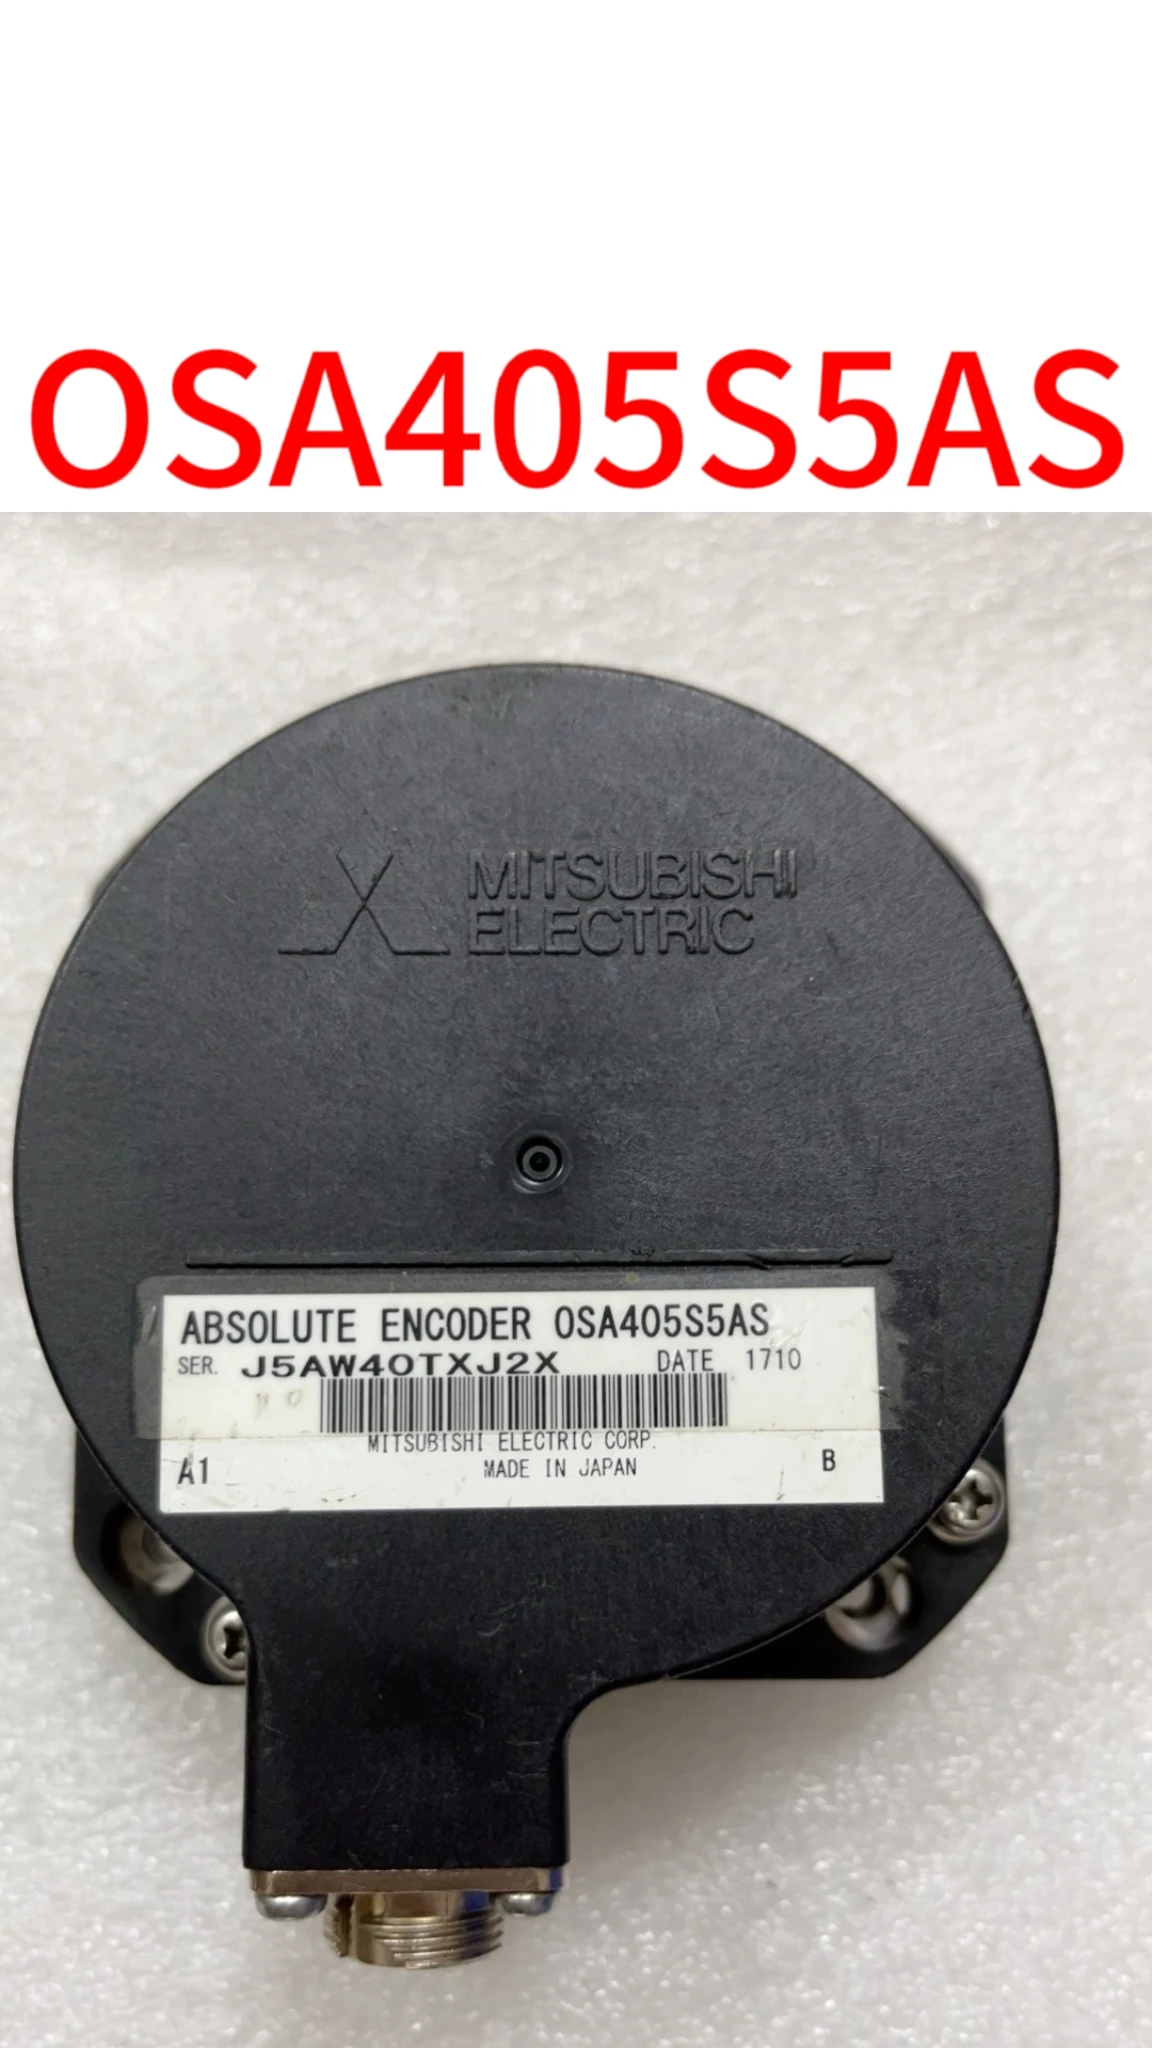 OSA405S5AS
MITSUBISHI
ELECTRIC
ABSOLUTE ENCODER OSA405S5AS
SER. J5AW40TXJ2X DATE 1710
MITSUBISHI ELECTRIC CORP.
A1 MADE IN JAPAN B